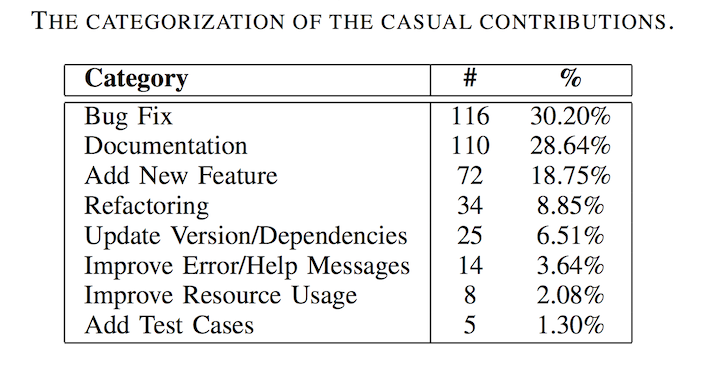 THE CATEGORIZATION OF THE CASUAL CONTRIBUTIONS.
Category # %
Bug Fix 116 30.20%
Documentation 110 28.64%
Add New Feature 72 18.75%
Refactoring 34 8.85%
Update Version/Dependencies 25 6.51%
Improve Error/Help Messages 14 3.64%
Improve Resource Usage 8 2.08%
Add Test Cases 5 1.30%